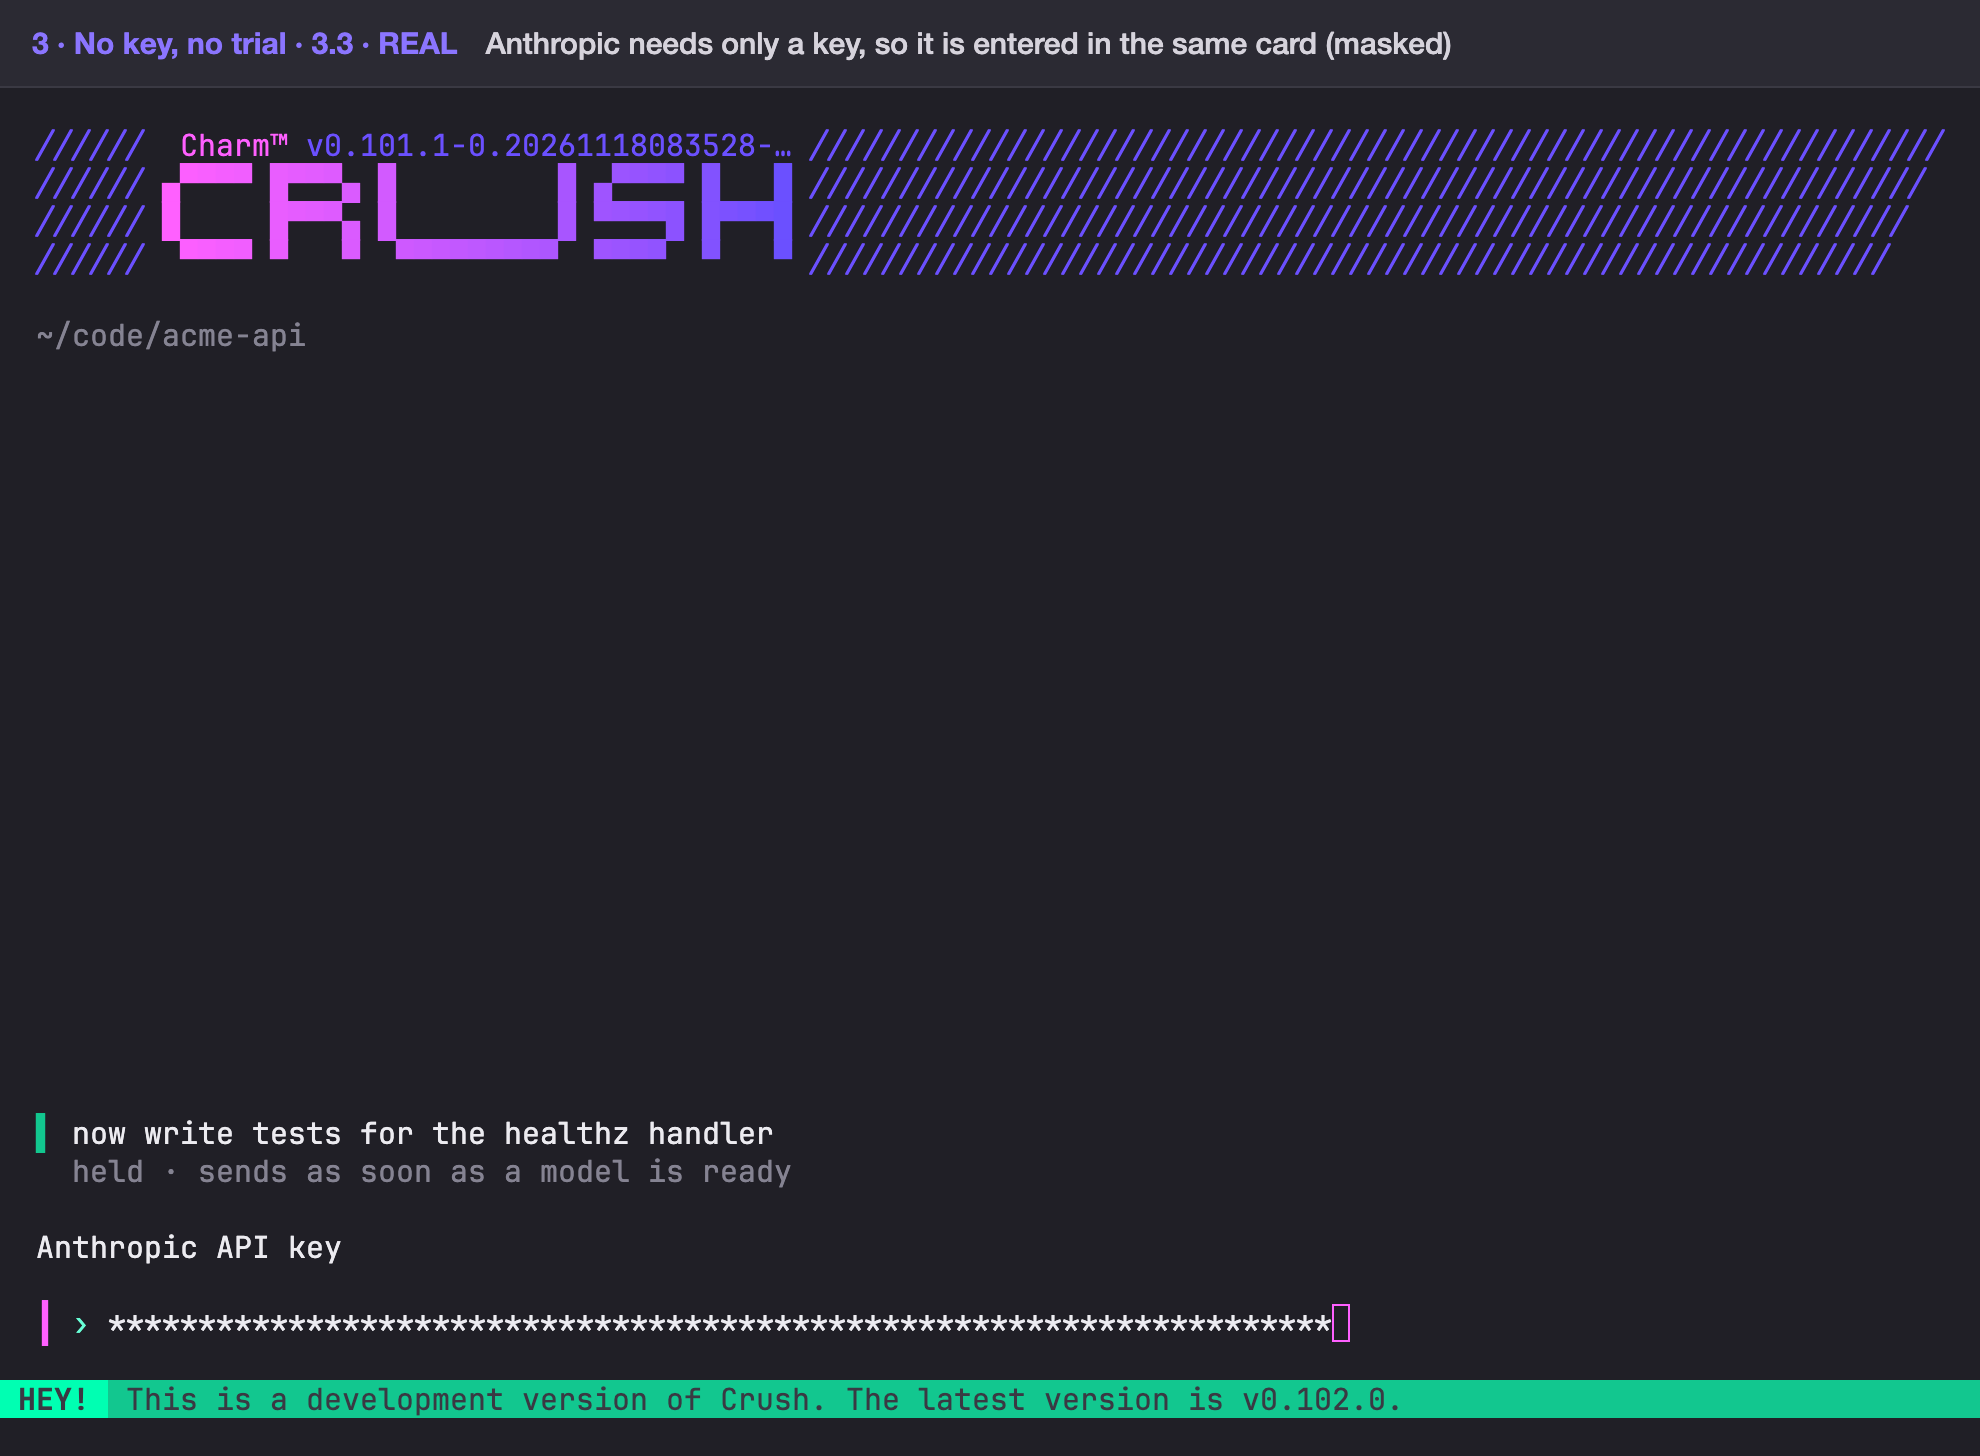 3 · No key, no trial · 3.3 · REAL Anthropic needs only a key, so it is entered in the same card (masked)
////// Charm™ v0.101.1-0.20261118083528-… ///////////////////////////////////////////////////////////////
CRUSH
~/code/acme-api
now write tests for the healthz handler
held · sends as soon as a model is ready
Anthropic API key
› ********************************************************************
HEY! This is a development version of Crush. The latest version is v0.102.0.